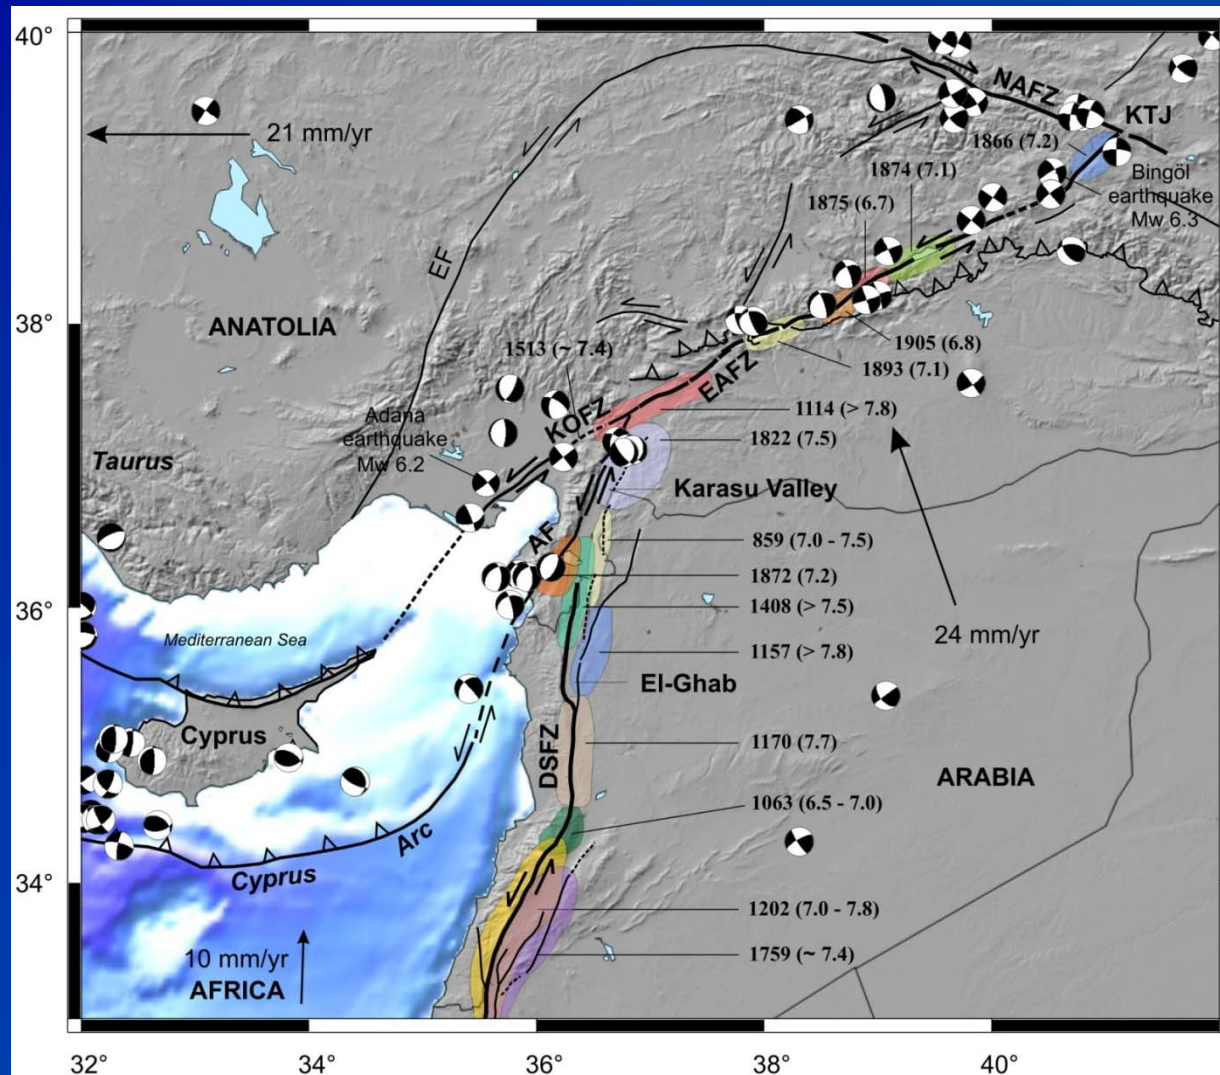 40°
NAFZ
KTJ
21 mm/yr
1866 (7.2)
1874 (7.1)
Bingöl
earthquake
Mw 6.3
1875 (6.7)
EF
38°
ANATOLIA
1513 (~ 7.4)
1905 (6.8)
EAFZ
1893 (7.1)
KOFZ
1114 (> 7.8)
Adana
earthquake
Mw 6.2
1822 (7.5)
Taurus
Karasu Valley
AF
859 (7.0 - 7.5)
1872 (7.2)
36°
1408 (> 7.5)
24 mm/yr
Mediterranean Sea
1157 (> 7.8)
El-Ghab
Cyprus
DSFZ
1170 (7.7)
ARABIA
1063 (6.5 - 7.0)
Arc
Cyprus
34°
1202 (7.0 - 7.8)
10 mm/yr
1759 (~ 7.4)
AFRICA
32°
34°
36°
38°
40°